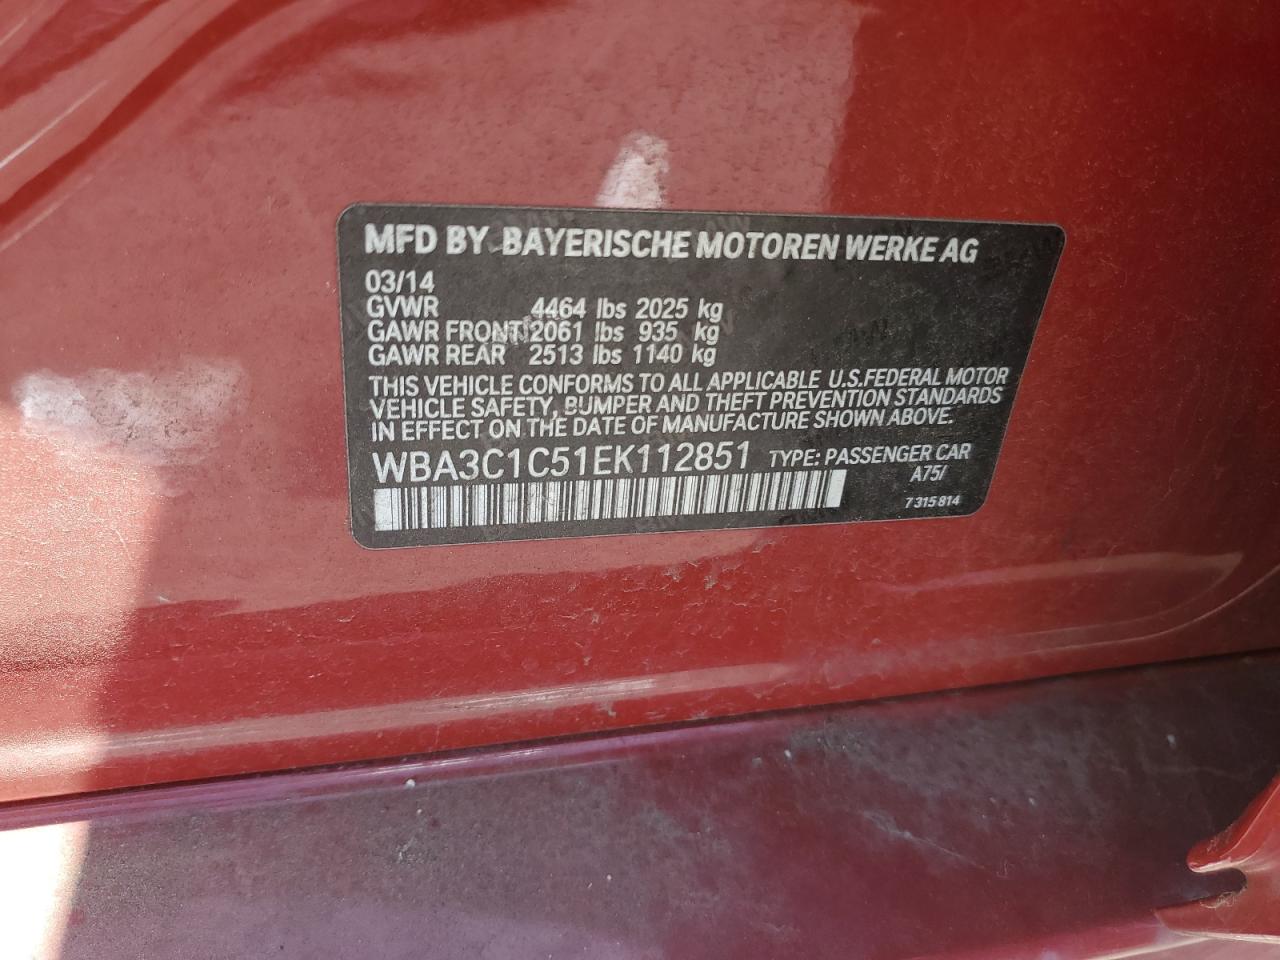 MFD BY BAYERISCHE MOTOREN WERKE AG
03/14
GVWR 4464 lbs 2025 kg
GAWR FRONT 2061 lbs 935 kg
GAWR REAR 2513 lbs 1140 kg
THIS VEHICLE CONFORMS TO ALL APPLICABLE U.S.FEDERAL MOTOR
VEHICLE SAFETY, BUMPER AND THEFT PREVENTION STANDARDS
IN EFFECT ON THE DATE OF MANUFACTURE SHOWN ABOVE.
WBA3C1C51EK112851 TYPE: PASSENGER CAR
A75/
7 315 814